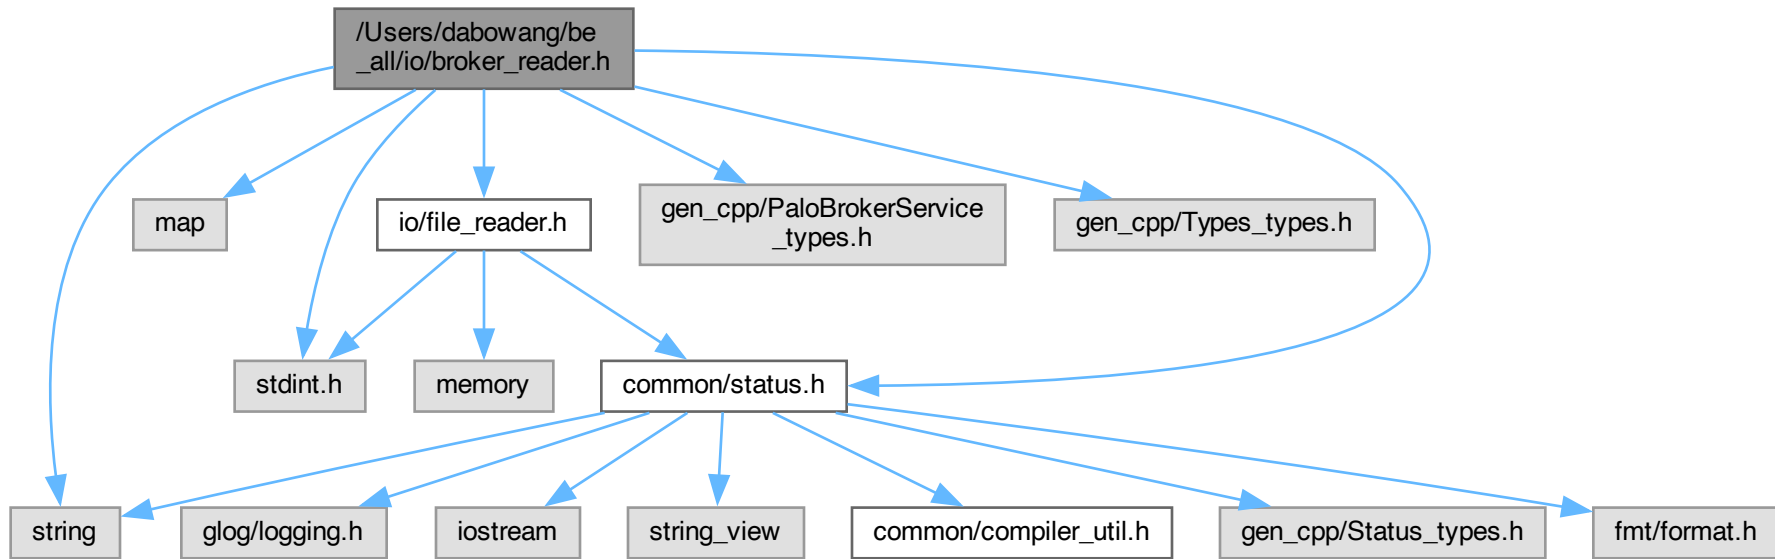 /Users/dabowang/be
_all/io/broker_reader.h
map
io/file_reader.h
gen_cpp/PaloBrokerService
_types.h
gen_cpp/Types_types.h
stdint.h
memory
common/status.h
string
glog/logging.h
iostream
string_view
common/compiler_util.h
gen_cpp/Status_types.h
fmt/format.h